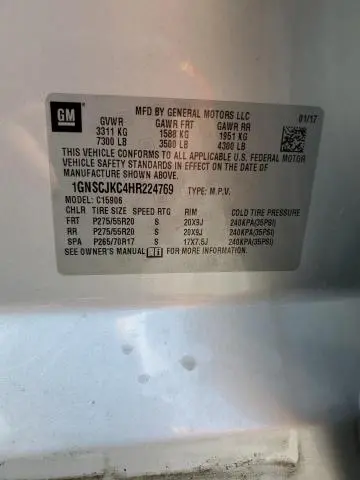 GM
MFD BY GENERAL MOTORS LLC
01/17
GVWR GAWR FRT GAWR RR
3311 KG 1588 KG 1951 KG
7300 LB 3500 LB 4300 LB
THIS VEHICLE CONFORMS TO ALL APPLICABLE U.S. FEDERAL MOTOR
VEHICLE SAFETY STANDARDS IN EFFECT ON THE DATE OF
MANUFACTURE SHOWN ABOVE.
1GNSCJKC4HR224769 TYPE: M.P.V.
MODEL: C15906
CHLR TIRE SIZE SPEED RTG RIM COLD TIRE PRESSURE
FRT P275/55R20 S 20X9J 240KPA(35PSI)
RR P275/55R20 S 20X9J 240KPA(35PSI)
SPA P265/70R17 S 17X7.5J 240KPA(35PSI)
SEE OWNER'S MANUAL FOR MORE INFORMATION.